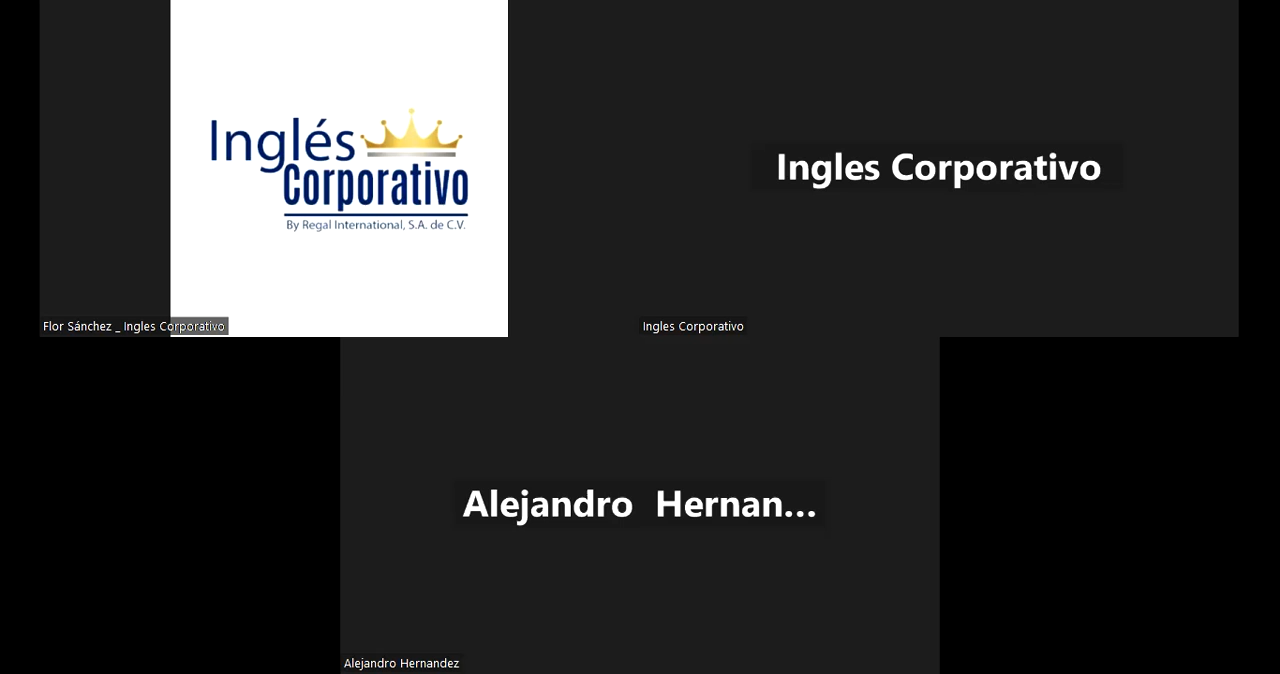 Inglés
Corporativo
By Regal International, S.A. de C.V.
Flor Sánchez _ Ingles Corporativo
Ingles Corporativo
Ingles Corporativo
Alejandro Hernan...
Alejandro Hernandez